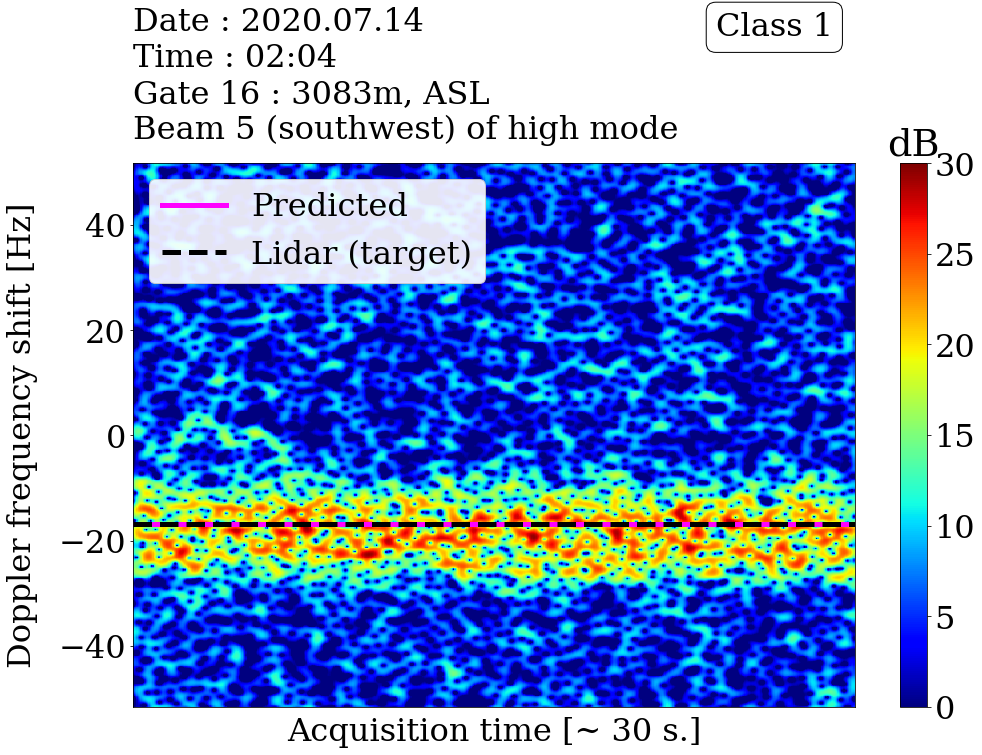 Date : 2020.07.14
Time : 02:04
Gate 16 : 3083m, ASL
Beam 5 (southwest) of high mode
Class 1
dB
Predicted
Lidar (target)
Doppler frequency shift [Hz]
40
20
0
−20
−40
30
25
20
15
10
5
0
Acquisition time [~ 30 s.]